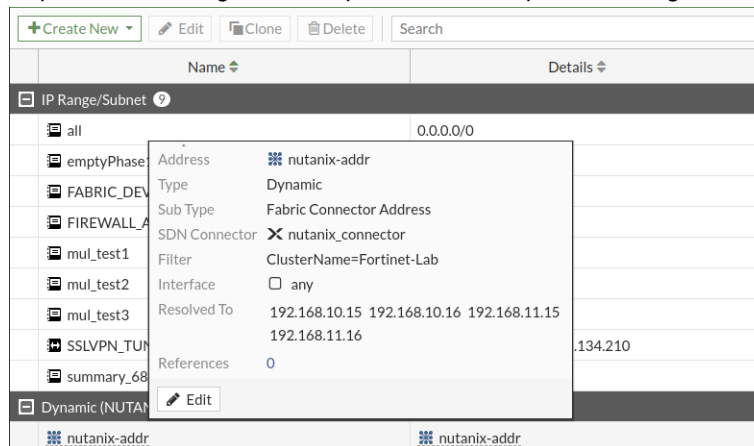 Create New Edit Clone Delete Search
Name Details
IP Range/Subnet 9
all 0.0.0.0/0
Address nutanix-addr
Type Dynamic
Sub Type Fabric Connector Address
SDN Connector nutanix_connector
Filter ClusterName=Fortinet-Lab
Interface any
Resolved To 192.168.10.15 192.168.10.16 192.168.11.15
192.168.11.16
References 0
Edit
emptyPhase1
FABRIC_DEV
FIREWALL_A
mul_test1
mul_test2
mul_test3
SSLVPN_TUN .134.210
summary_68
Dynamic (NUTAN
nutanix-addr nutanix-addr